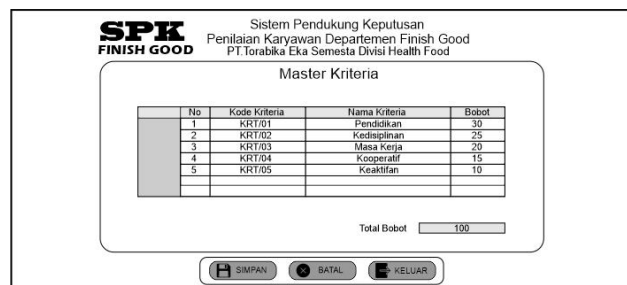 SPK
FINISH GOOD
Sistem Pendukung Keputusan
Penilaian Karyawan Departemen Finish Good
PT.Torabika Eka Semesta Divisi Health Food
Master Kriteria
No Kode Kriteria Nama Kriteria Bobot
1 KRT/01 Pendidikan 30
2 KRT/02 Kedisiplinan 25
3 KRT/03 Masa Kerja 20
4 KRT/04 Kooperatif 15
5 KRT/05 Keaktifan 10
Total Bobot 100
SIMPAN BATAL KELUAR